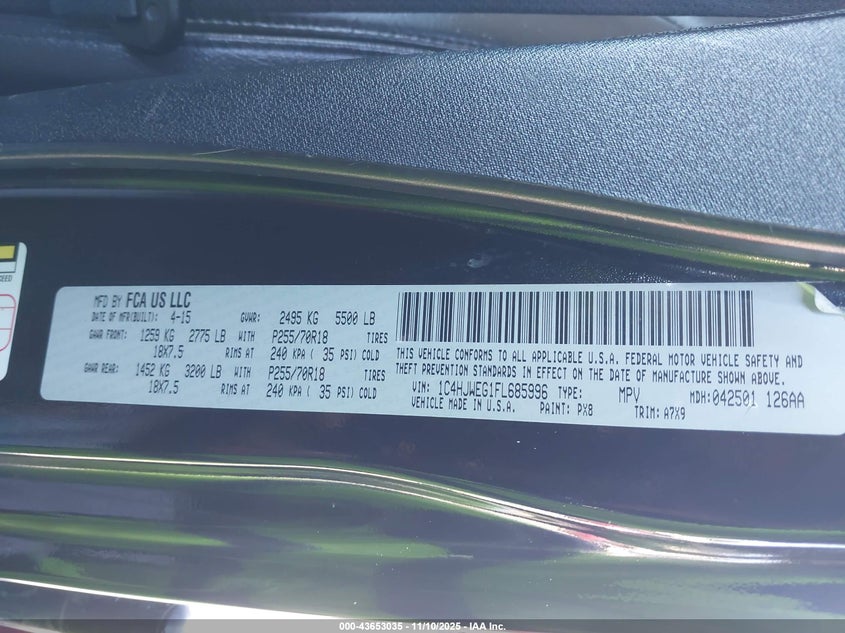 CEED
MFD BY FCA US LLC
DATE OF MFR(BUILT): 4-15 GVWR: 2495 KG 5500 LB
GAWR FRONT: 1259 KG 2775 LB WITH P255/70R18 TIRES
18X7.5 RIMS AT 240 KPA ( 35 PSI) COLD
GAWR REAR: 1452 KG 3200 LB WITH P255/70R18 TIRES
18X7.5 RIMS AT 240 KPA ( 35 PSI) COLD
THIS VEHICLE CONFORMS TO ALL APPLICABLE U.S.A. FEDERAL MOTOR VEHICLE SAFETY AND
THEFT PREVENTION STANDARDS IN EFFECT ON THE DATE OF MANUFACTURE SHOWN ABOVE.
VIN: 1C4HJWEG1FL685996 TYPE: MPV MDH: 042501 126AA
VEHICLE MADE IN U.S.A. PAINT: PX8 TRIM: A7X9
000-43653035 - 11/10/2025 - IAA Inc.